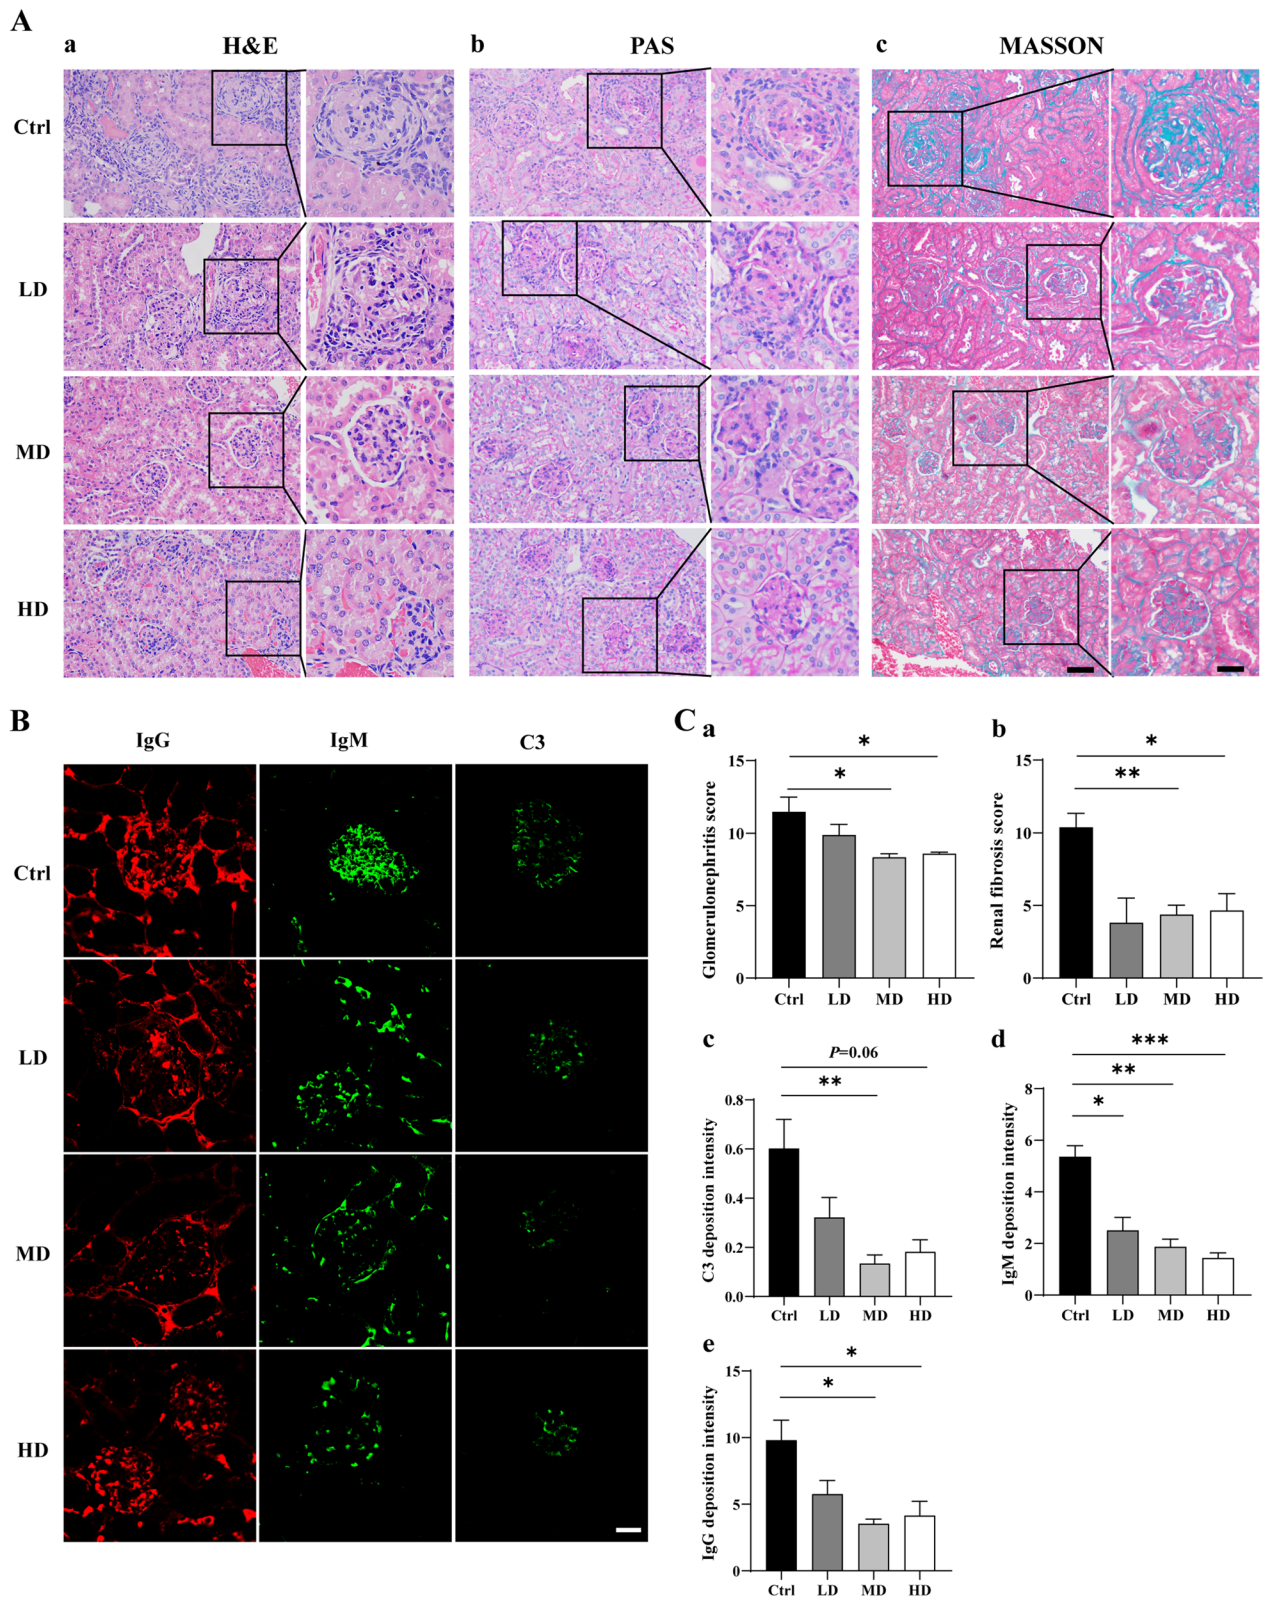 A
a H&E b PAS c MASSON
Ctrl
LD
MD
HD
B
IgG IgM C3
Ctrl
LD
MD
HD
C
a
*
*
Glomerulonephritis score
15
10
5
0
Ctrl LD MD HD
b
*
**
Renal fibrosis score
15
10
5
0
Ctrl LD MD HD
c
P=0.06
**
C3 deposition intensity
0.8
0.6
0.4
0.2
0.0
Ctrl LD MD HD
d
***
**
*
IgM deposition intensity
8
6
4
2
0
Ctrl LD MD HD
e
*
*
IgG deposition intensity
15
10
5
0
Ctrl LD MD HD